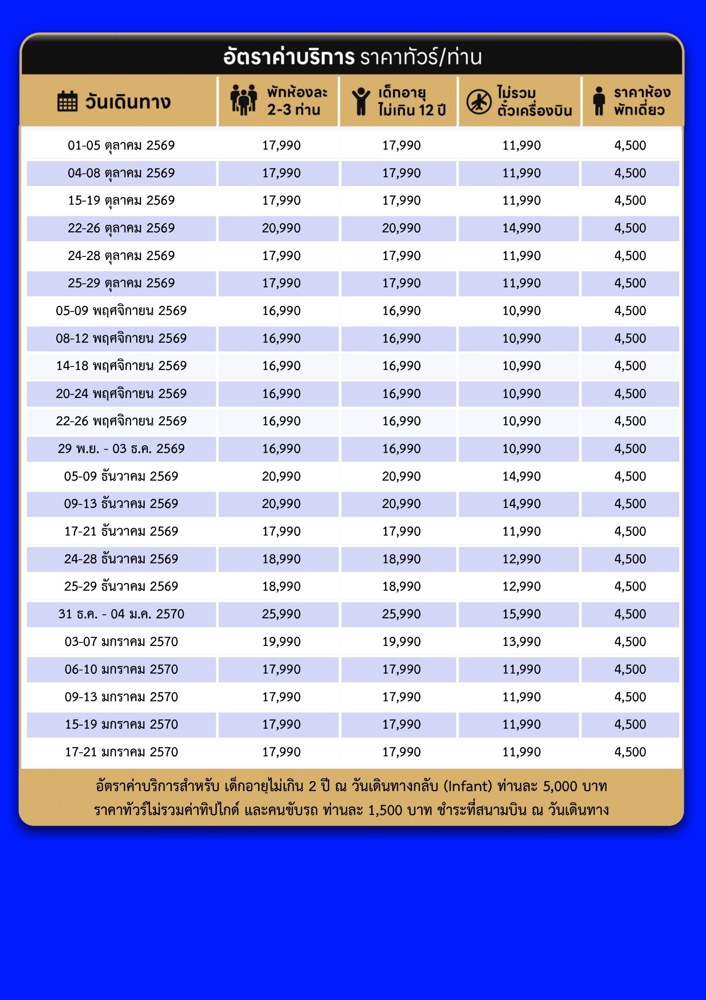 อัตราค่าบริการ ราคาทัวร์/ท่าน
วันเดินทาง พักห้องละ 2-3 ท่าน เด็กอายุ ไม่เกิน 12 ปี ไม่รวม ตั๋วเครื่องบิน ราคาห้อง พักเดี่ยว
01-05 ตุลาคม 2569 17,990 17,990 11,990 4,500
04-08 ตุลาคม 2569 17,990 17,990 11,990 4,500
15-19 ตุลาคม 2569 17,990 17,990 11,990 4,500
22-26 ตุลาคม 2569 20,990 20,990 14,990 4,500
24-28 ตุลาคม 2569 17,990 17,990 11,990 4,500
25-29 ตุลาคม 2569 17,990 17,990 11,990 4,500
05-09 พฤศจิกายน 2569 16,990 16,990 10,990 4,500
08-12 พฤศจิกายน 2569 16,990 16,990 10,990 4,500
14-18 พฤศจิกายน 2569 16,990 16,990 10,990 4,500
20-24 พฤศจิกายน 2569 16,990 16,990 10,990 4,500
22-26 พฤศจิกายน 2569 16,990 16,990 10,990 4,500
29 พ.ย. - 03 ธ.ค. 2569 16,990 16,990 10,990 4,500
05-09 ธันวาคม 2569 20,990 20,990 14,990 4,500
09-13 ธันวาคม 2569 20,990 20,990 14,990 4,500
17-21 ธันวาคม 2569 17,990 17,990 11,990 4,500
24-28 ธันวาคม 2569 18,990 18,990 12,990 4,500
25-29 ธันวาคม 2569 18,990 18,990 12,990 4,500
31 ธ.ค. - 04 ม.ค. 2570 25,990 25,990 15,990 4,500
03-07 มกราคม 2570 19,990 19,990 13,990 4,500
06-10 มกราคม 2570 17,990 17,990 11,990 4,500
09-13 มกราคม 2570 17,990 17,990 11,990 4,500
15-19 มกราคม 2570 17,990 17,990 11,990 4,500
17-21 มกราคม 2570 17,990 17,990 11,990 4,500
อัตราค่าบริการสำหรับ เด็กอายุไม่เกิน 2 ปี ณ วันเดินทางกลับ (Infant) ท่านละ 5,000 บาท
ราคาทัวร์ไม่รวมค่าทิปไกด์ และคนขับรถ ท่านละ 1,500 บาท ชำระที่สนามบิน ณ วันเดินทาง